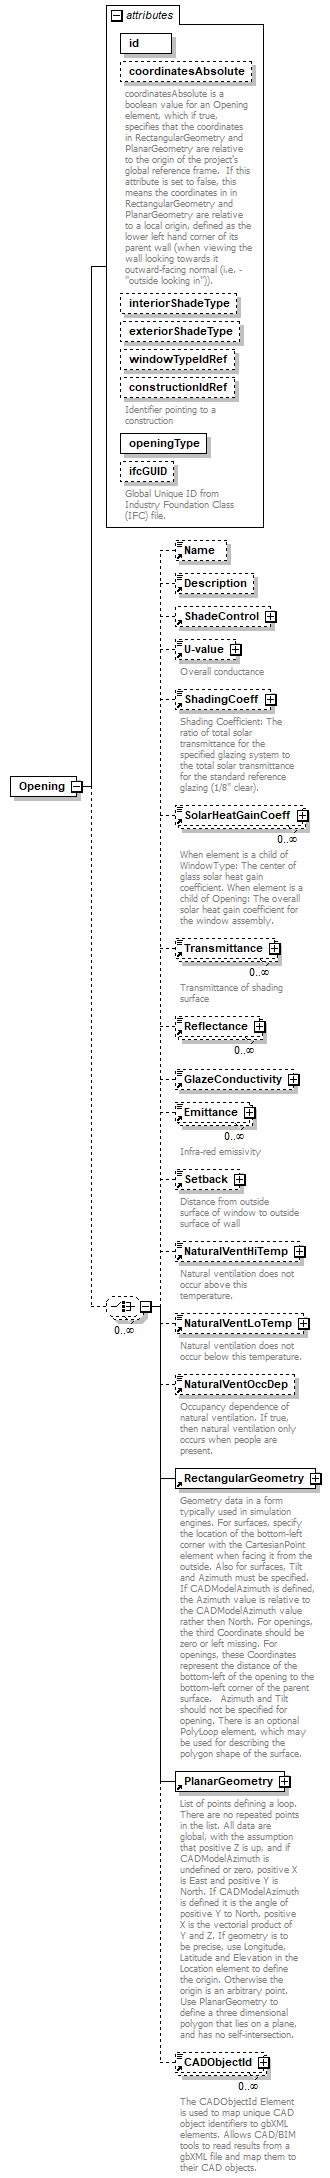 attributes
id
coordinatesAbsolute
coordinatesAbsolute is a
boolean value for an Opening
element, which if true,
specifies that the coordinates
in RectangularGeometry and
PlanarGeometry are relative
to the origin of the project's
global reference frame.  If this
attribute is set to false, this
means the coordinates in in
RectangularGeometry and
PlanarGeometry are relative
to a local origin, defined as the
lower left hand corner of its
parent wall (when viewing the
wall looking towards it
outward-facing normal (i.e. -
"outside looking in")).
interiorShadeType
exteriorShadeType
windowTypeIdRef
constructionIdRef
Identifier pointing to a
construction
openingType
ifcGUID
Global Unique ID from
Industry Foundation Class
(IFC) file.
Name
Description
ShadeControl
U-value
Overall conductance
ShadingCoeff
Shading Coefficient: The
ratio of total solar
transmittance for the
specified glazing system to
the total solar transmittance
for the standard reference
glazing (1/8" clear).
Opening
SolarHeatGainCoeff
0..∞
When element is a child of
WindowType: The center of
glass solar heat gain
coefficient. When element is a
child of Opening: The overall
solar heat gain coefficient for
the window assembly.
Transmittance
0..∞
Transmittance of shading
surface
Reflectance
0..∞
GlazeConductivity
Emittance
0..∞
Infra-red emissivity
Setback
Distance from outside
surface of window to outside
surface of wall
NaturalVentHiTemp
Natural ventilation does not
occur above this
temperature.
0..∞
NaturalVentLoTemp
Natural ventilation does not
occur below this temperature.
NaturalVentOccDep
Occupancy dependence of
natural ventilation. If true,
then natural ventilation only
occurs when people are
present.
RectangularGeometry
Geometry data in a form
typically used in simulation
engines. For surfaces, specify
the location of the bottom-left
corner with the CartesianPoint
element when facing it from the
outside. Also for surfaces, Tilt
and Azimuth must be specified.
If CADModelAzimuth is defined,
the Azimuth value is relative to
the CADModelAzimuth value
rather then North. For openings,
the third Coordinate should be
zero or left missing. For
openings, these Coordinates
represent the distance of the
bottom-left of the opening to the
bottom-left corner of the parent
surface.   Azimuth and Tilt
should not be specified for
opening. There is an optional
PolyLoop element, which may
be used for describing the
polygon shape of the surface.
PlanarGeometry
List of points defining a loop.
There are no repeated points
in the list. All data are
global, with the assumption
that positive Z is up, and if
CADModelAzimuth is
undefined or zero, positive X
is East and positive Y is
North. If CADModelAzimuth
is defined it is the angle of
positive Y to North, positive
X is the vectorial product of
Y and Z. If geometry is to
be precise, use Longitude,
Latitude and Elevation in the
Location element to define
the origin. Otherwise the
origin is an arbitrary point.
Use PlanarGeometry to
define a three dimensional
polygon that lies on a plane,
and has no self-intersection.
CADObjectId
0..∞
The CADObjectId Element
is used to map unique CAD
object identifiers to gbXML
elements. Allows CAD/BIM
tools to read results from a
gbXML file and map them to
their CAD objects.